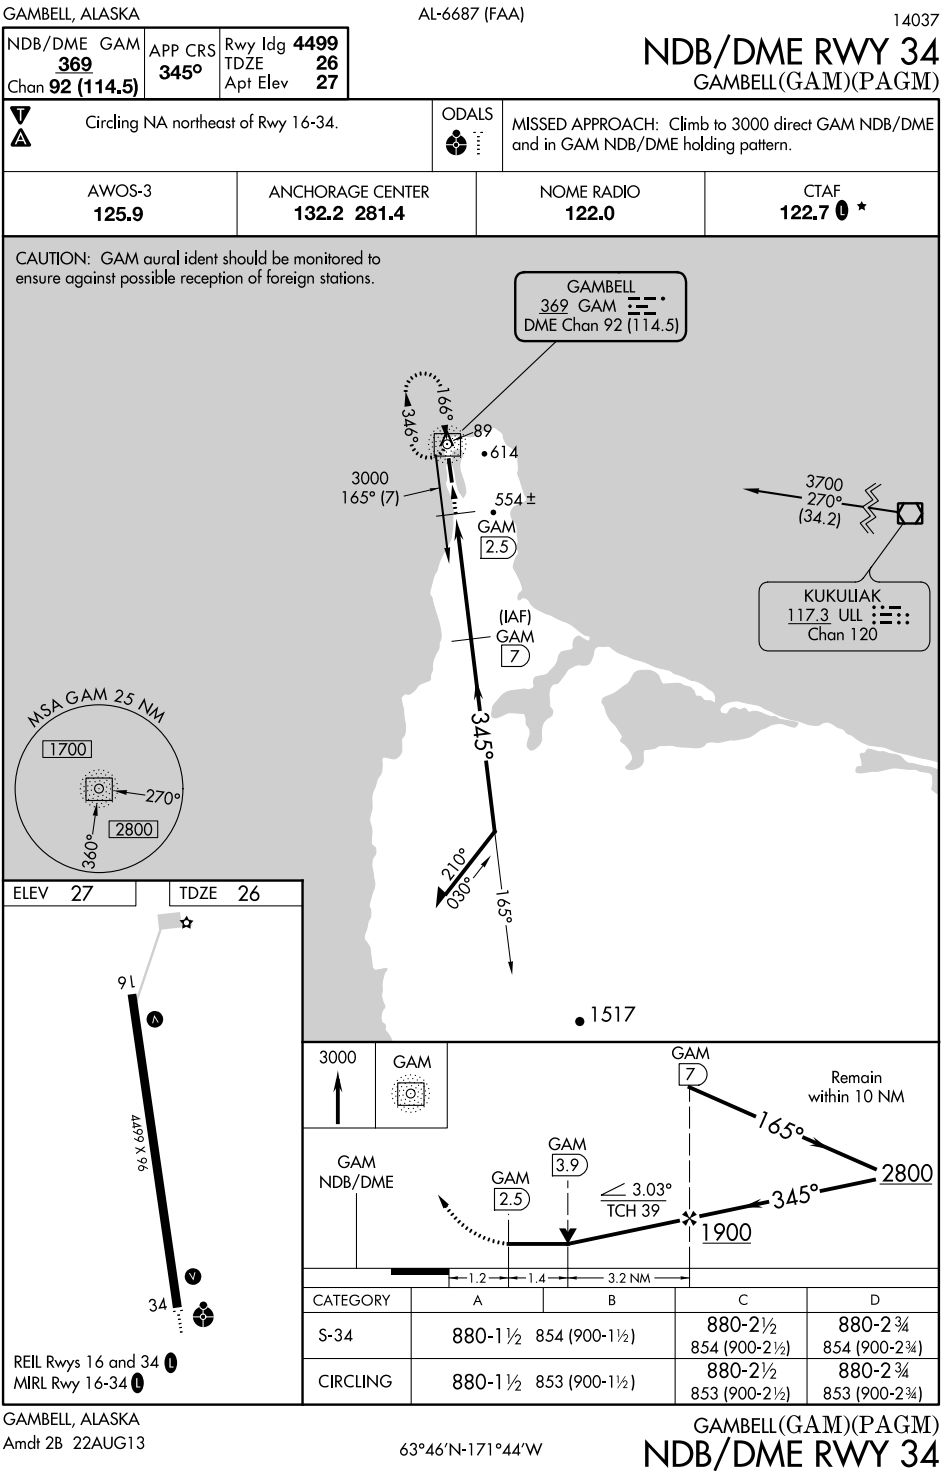 GAMBELL, ALASKA
AL-6687 (FAA)
14037
NDB/DME GAM
369
Chan 92 (114.5)
APP CRS
345°
Rwy Idg 4499
TDZE 26
Apt Elev 27
NDB/DME RWY 34
GAMBELL(GAM)(PAGM)
T
A
Circling NA northeast of Rwy 16-34.
ODALS
MISSED APPROACH: Climb to 3000 direct GAM NDB/DME
and in GAM NDB/DME holding pattern.
AWOS-3
125.9
ANCHORAGE CENTER
132.2 281.4
NOME RADIO
122.0
CTAF
122.7 L
CAUTION: GAM aural ident should be monitored to
ensure against possible reception of foreign stations.
GAMBELL
369 GAM
DME Chan 92 (114.5)
166°
346°
89
614
3000
165° (7)
554 ±
GAM
2.5
3700
270°
(34.2)
KUKULIAK
117.3 ULL
Chan 120
(IAF)
GAM
7
345°
MSA GAM 25 NM
1700
270°
2800
360°
210°
030°
165°
1517
ELEV 27
TDZE 26
16
4499 X 96
V
V
34
REIL Rwys 16 and 34 L
MIRL Rwy 16-34 L
3000
GAM
GAM
7
Remain
within 10 NM
165°
2800
GAM
NDB/DME
GAM
2.5
GAM
3.9
3.03°
TCH 39
345°
1900
1.2
1.4
3.2 NM
CATEGORY A B C D
S-34 880-1½ 854 (900-1½) 880-2½ 880-2¾
854 (900-2½) 854 (900-2¾)
CIRCLING 880-1½ 853 (900-1½) 880-2½ 880-2¾
853 (900-2½) 853 (900-2¾)
GAMBELL, ALASKA
Amdt 2B 22AUG13
63°46'N-171°44'W
GAMBELL(GAM)(PAGM)
NDB/DME RWY 34